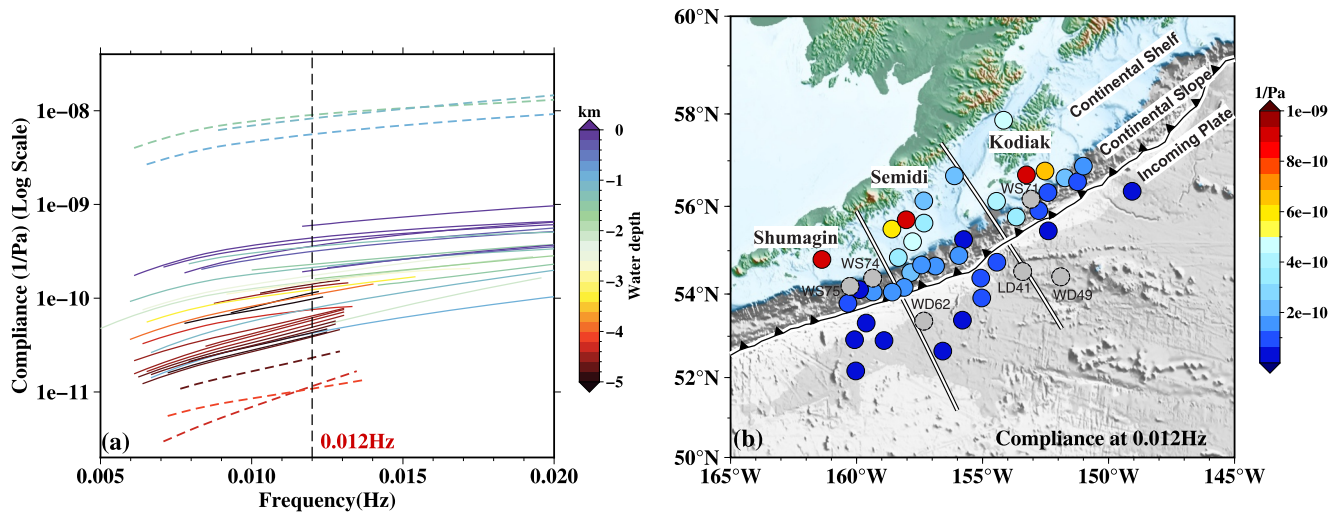 Compliance (1/Pa) (Log Scale)
1e−08
1e−09
1e−10
1e−11
(a)
0.012Hz
0.005
0.010
0.015
0.020
Frequency(Hz)
km
0
−1
−2
−3
−4
−5
Water depth
60°N
58°N
56°N
54°N
52°N
50°N
Continental Shelf
Continental Slope
Incoming Plate
Kodiak
Semidi
Shumagin
WS71
WS74
WS75
WD62
LD41
WD49
(b)
Compliance at 0.012Hz
165°W
160°W
155°W
150°W
145°W
1/Pa
1e−09
8e−10
6e−10
4e−10
2e−10